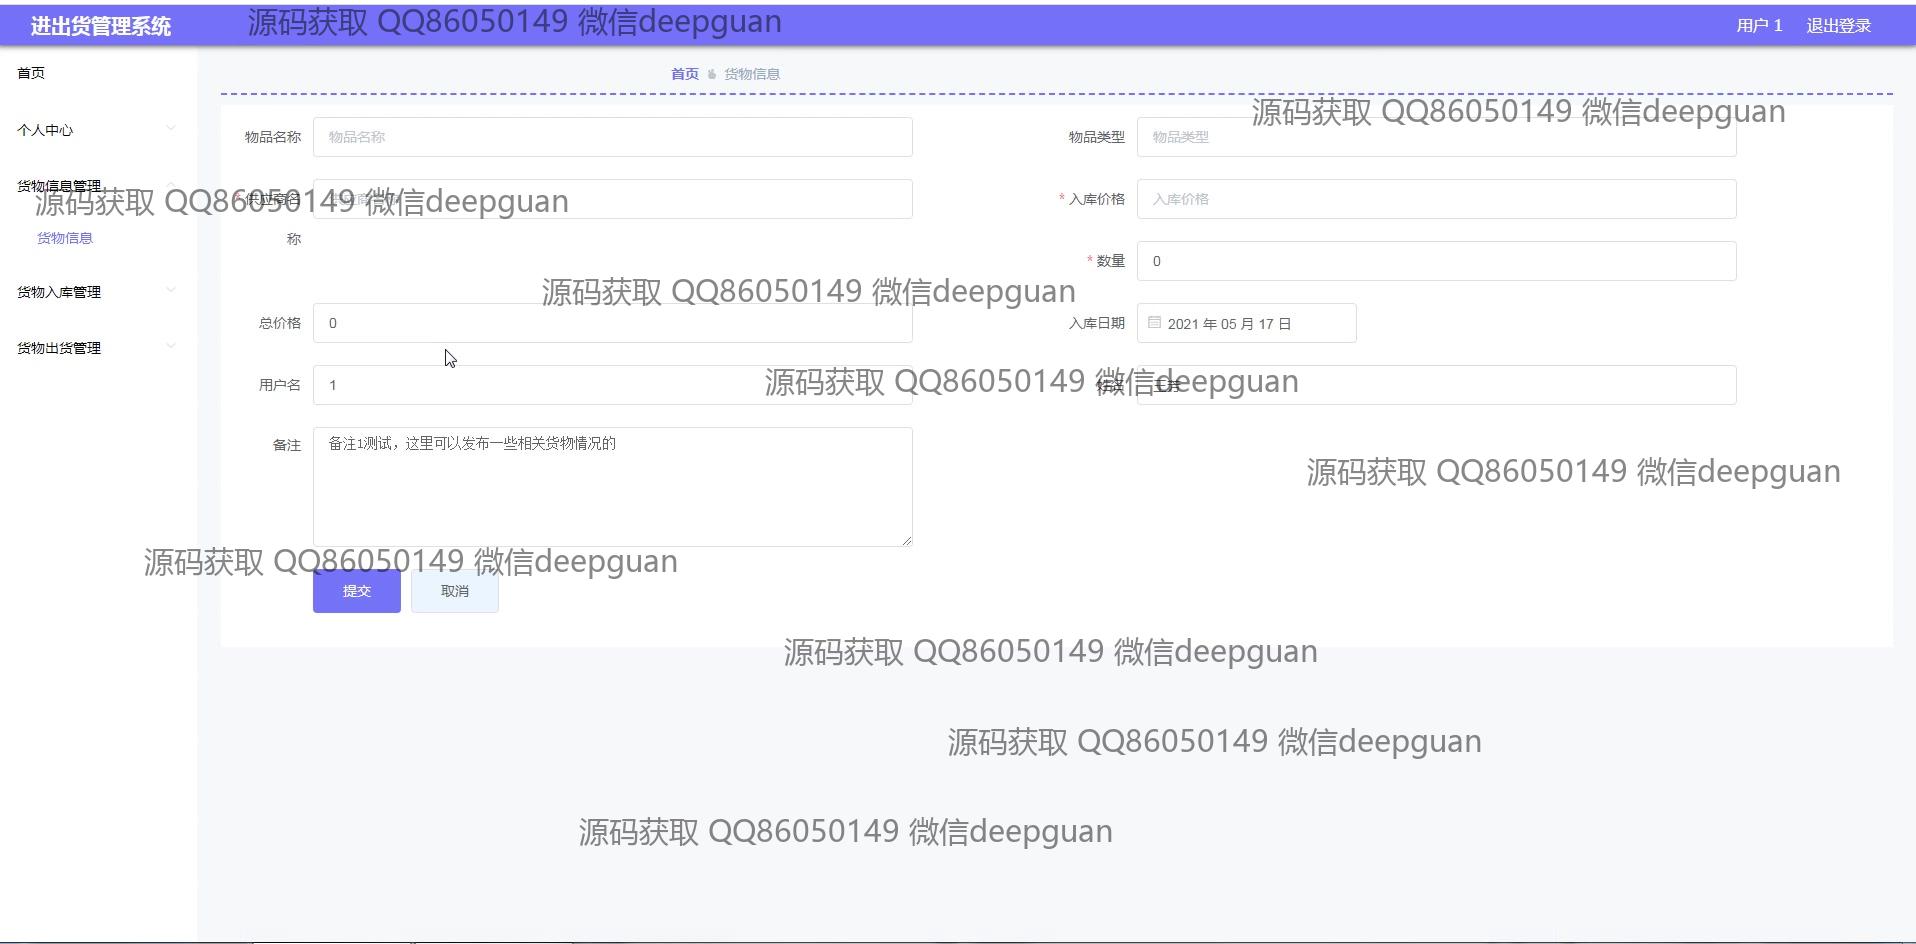 进出货管理系统
源码获取 QQ86050149 微信deepguan
用户 1
退出登录
首页
首页
货物信息
个人中心
源码获取 QQ86050149 微信deepguan
物品名称
物品名称
物品类型
物品类型
货物信息管理
源码获取 QQ86050149 微信deepguan
* 供应商名
称
* 入库价格
入库价格
货物信息
* 数量
0
货物入库管理
源码获取 QQ86050149 微信deepguan
总价格
0
入库日期
2021 年 05 月 17 日
货物出货管理
用户名
1
源码获取 QQ86050149 微信deepguan
备注
备注1测试，这里可以发布一些相关货物情况的
源码获取 QQ86050149 微信deepguan
源码获取 QQ86050149 微信deepguan
提交
取消
源码获取 QQ86050149 微信deepguan
源码获取 QQ86050149 微信deepguan
源码获取 QQ86050149 微信deepguan